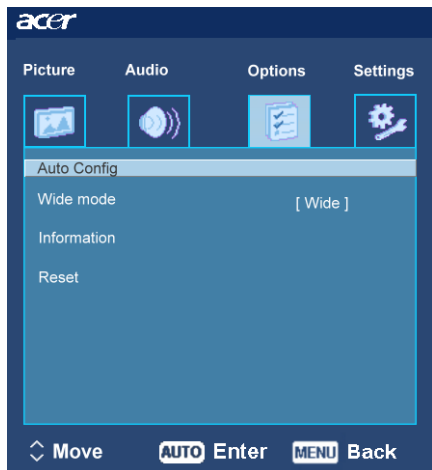 acer
Picture Audio Options Settings
Auto Config
Wide mode [ Wide ]
Information
Reset
Move AUTO Enter MENU Back